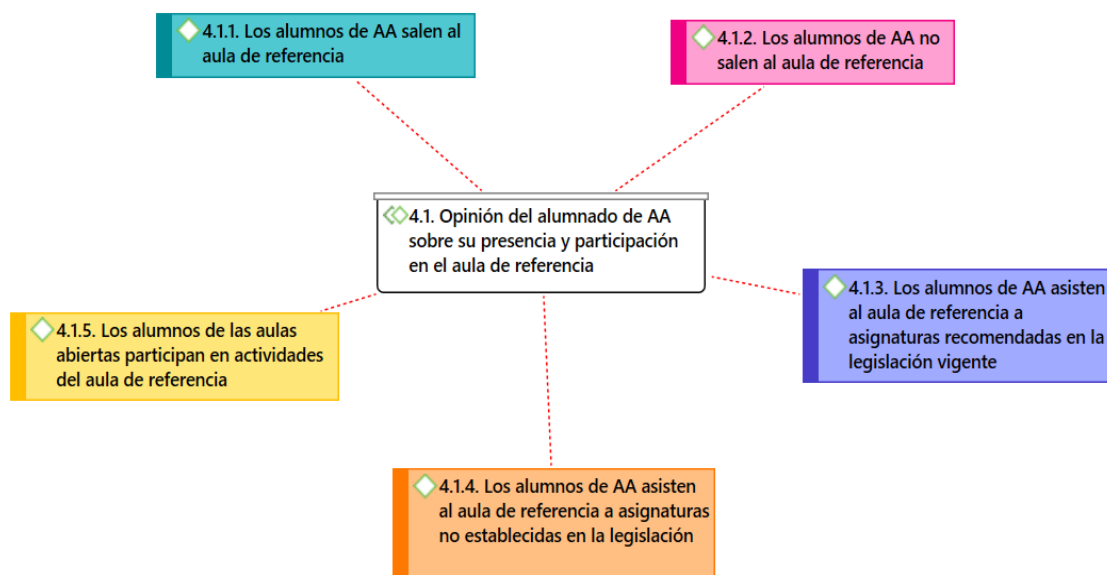 4.1.1. Los alumnos de AA salen al
aula de referencia
4.1.2. Los alumnos de AA no
salen al aula de referencia
4.1. Opinión del alumnado de AA
sobre su presencia y participación
en el aula de referencia
4.1.3. Los alumnos de AA asisten
al aula de referencia a
asignaturas recomendadas en la
legislación vigente
4.1.5. Los alumnos de las aulas
abiertas participan en actividades
del aula de referencia
4.1.4. Los alumnos de AA asisten
al aula de referencia a asignaturas
no establecidas en la legislación